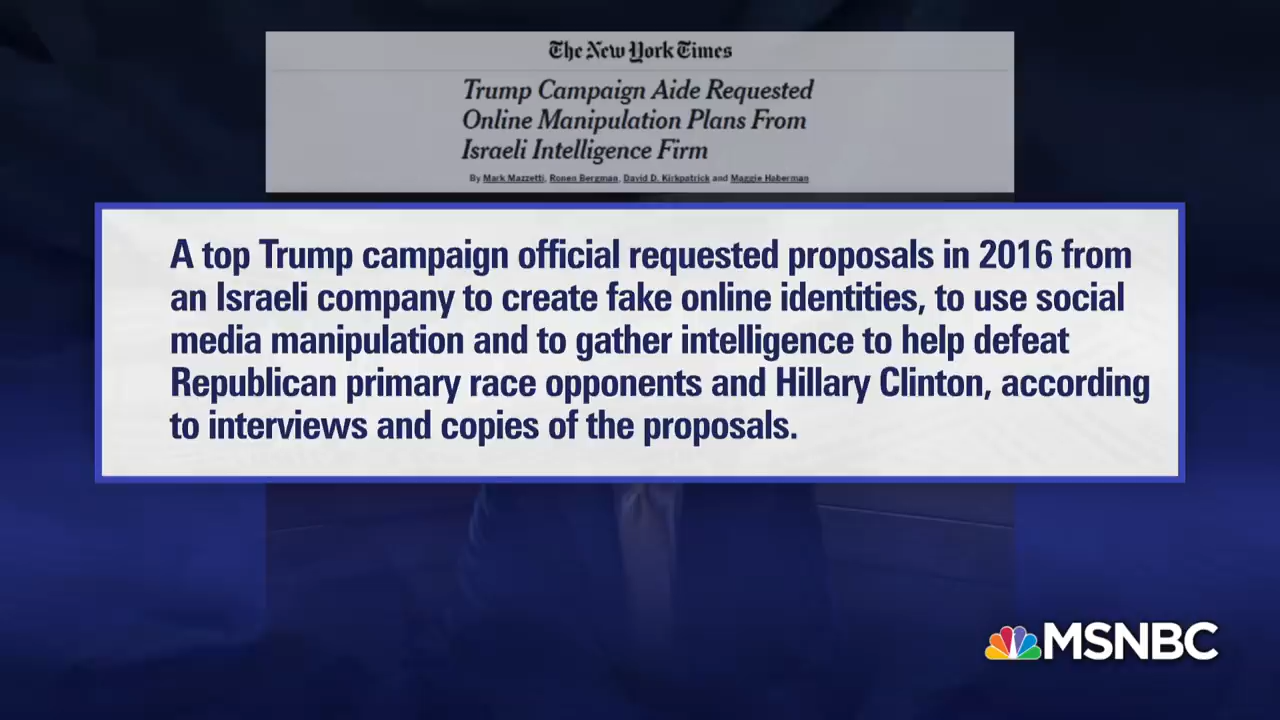 The New York Times
Trump Campaign Aide Requested
Online Manipulation Plans From
Israeli Intelligence Firm
By Mark Mazzetti, Ronen Bergman, David D. Kirkpatrick and Maggie Haberman
A top Trump campaign official requested proposals in 2016 from
an Israeli company to create fake online identities, to use social
media manipulation and to gather intelligence to help defeat
Republican primary race opponents and Hillary Clinton, according
to interviews and copies of the proposals.
MSNBC